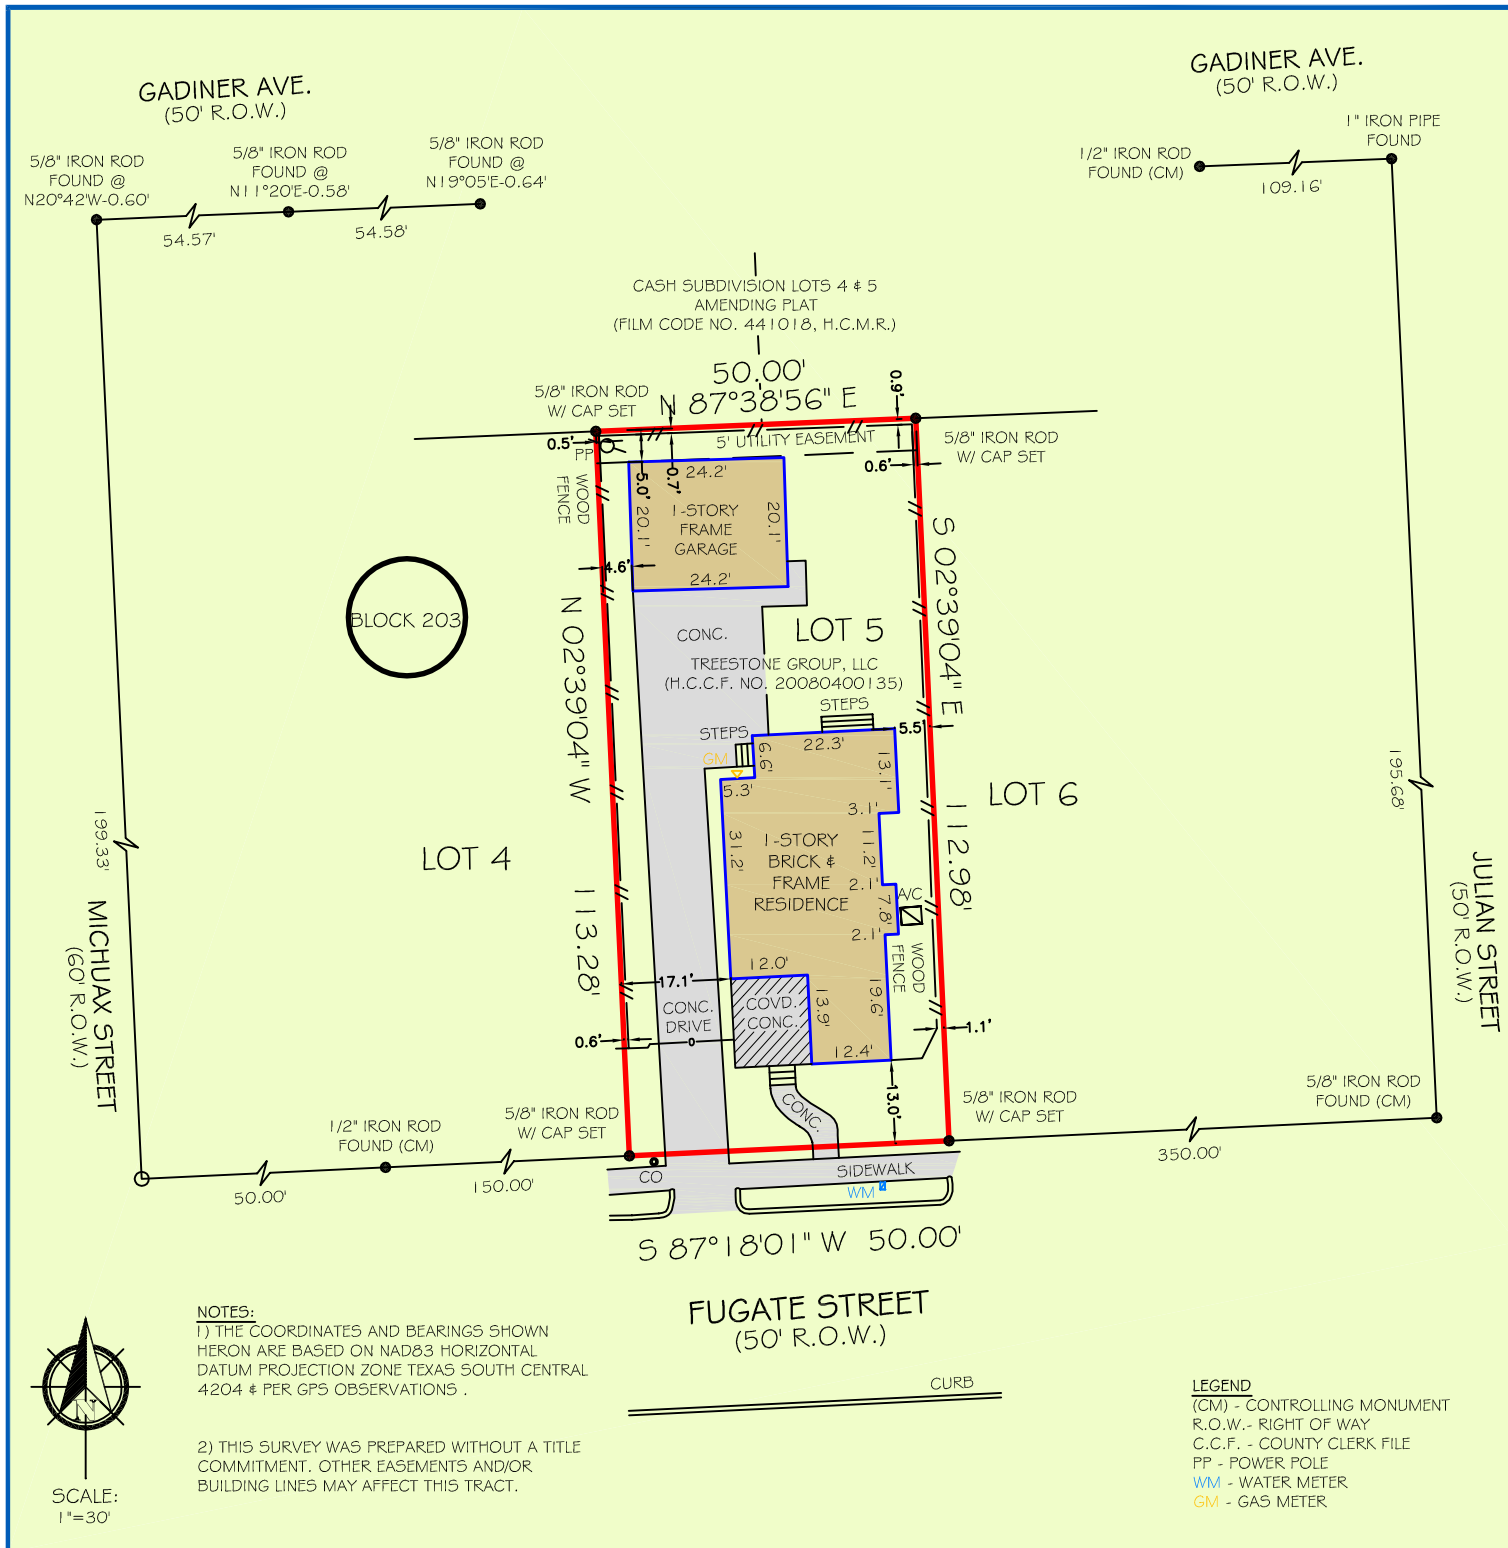 GADINER AVE.
(50' R.O.W.)
GADINER AVE.
(50' R.O.W.)
5/8" IRON ROD
FOUND @
N20°42'W-0.60'
5/8" IRON ROD
FOUND @
N11°20'E-0.58'
5/8" IRON ROD
FOUND @
N19°05'E-0.64'
54.57'
54.58'
1/2" IRON ROD
FOUND (CM)
1" IRON PIPE
FOUND
109.16'
CASH SUBDIVISION LOTS 4 & 5
AMENDING PLAT
(FILM CODE NO. 441018, H.C.M.R.)
50.00'
N 87°38'56" E
5/8" IRON ROD
W/ CAP SET
0.9'
5/8" IRON ROD
W/ CAP SET
0.5'
PP
5' UTILITY EASEMENT
0.6'
WOOD
FENCE
5.0'
0.7'
24.2'
20.1'
1-STORY
FRAME
GARAGE
20.1'
24.2'
4.6'
BLOCK 203
N 02°39'04" W
113.28'
S 02°39'04" E
112.98'
CONC.
LOT 5
TREESTONE GROUP, LLC
(H.C.C.F. NO. 20080400135)
STEPS
STEPS
GM
6.6'
22.3'
5.5'
13.1'
5.3'
3.1'
31.2'
1-STORY
BRICK &
FRAME
RESIDENCE
11.2'
2.1'
7.8'
A/C
2.1'
WOOD
FENCE
LOT 4
LOT 6
199.33'
195.68'
MICHUAX STREET
(60' R.O.W.)
JULIAN STREET
(50' R.O.W.)
12.0'
17.1'
CONC.
DRIVE
COVD.
CONC.
13.9'
19.6'
0.6'
0
12.4'
1.1'
13.0'
CONC.
1/2" IRON ROD
FOUND (CM)
5/8" IRON ROD
W/ CAP SET
5/8" IRON ROD
W/ CAP SET
5/8" IRON ROD
FOUND (CM)
50.00'
150.00'
350.00'
CO
SIDEWALK
WM
S 87°18'01" W 50.00'
FUGATE STREET
(50' R.O.W.)
CURB
N
SCALE:
1"=30'
NOTES:
1) THE COORDINATES AND BEARINGS SHOWN
HERON ARE BASED ON NAD83 HORIZONTAL
DATUM PROJECTION ZONE TEXAS SOUTH CENTRAL
4204 & PER GPS OBSERVATIONS .
2) THIS SURVEY WAS PREPARED WITHOUT A TITLE
COMMITMENT. OTHER EASEMENTS AND/OR
BUILDING LINES MAY AFFECT THIS TRACT.
LEGEND
(CM) - CONTROLLING MONUMENT
R.O.W.- RIGHT OF WAY
C.C.F. - COUNTY CLERK FILE
PP - POWER POLE
WM - WATER METER
GM - GAS METER